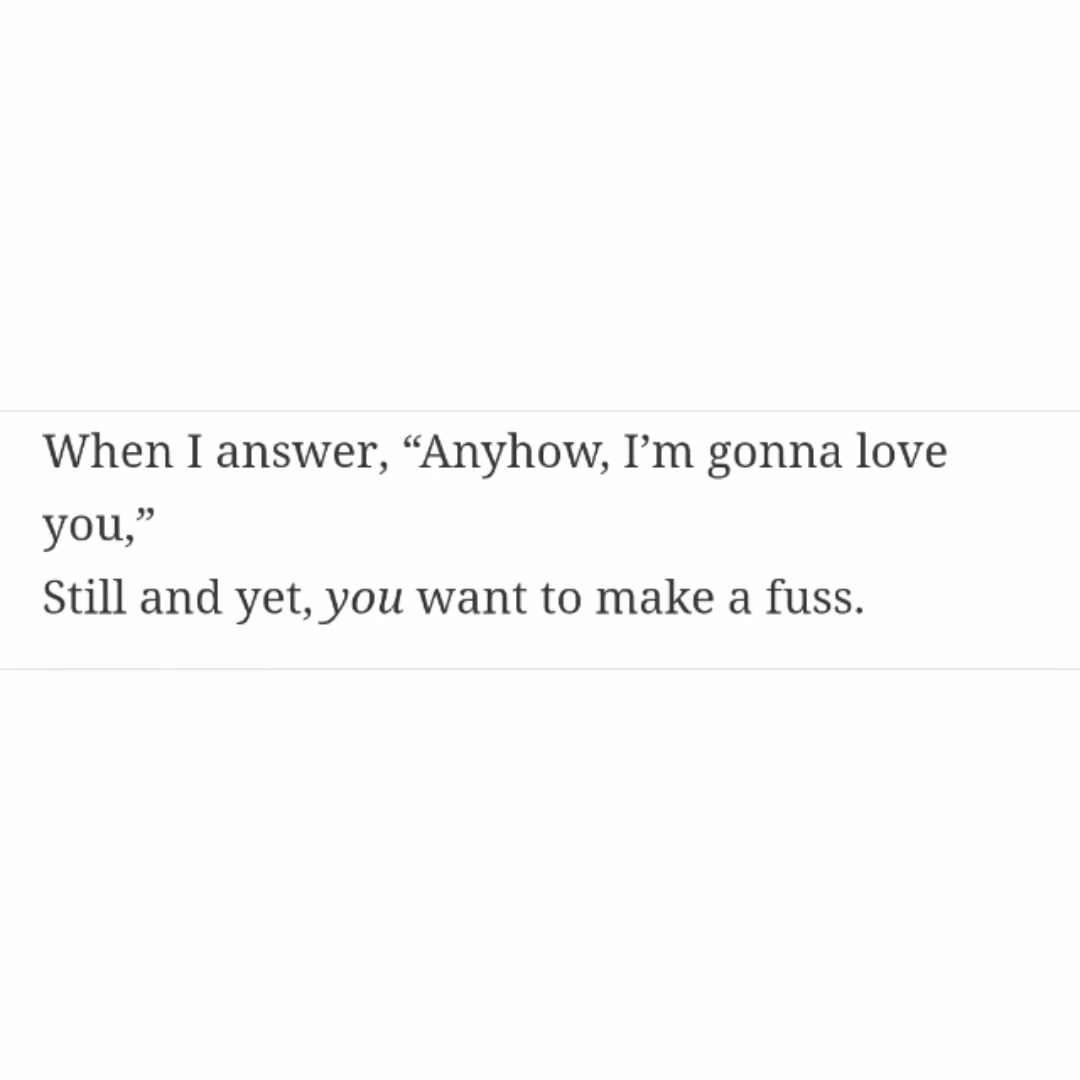 When I answer, “Anyhow, I’m gonna love
you,”
Still and yet, you want to make a fuss.